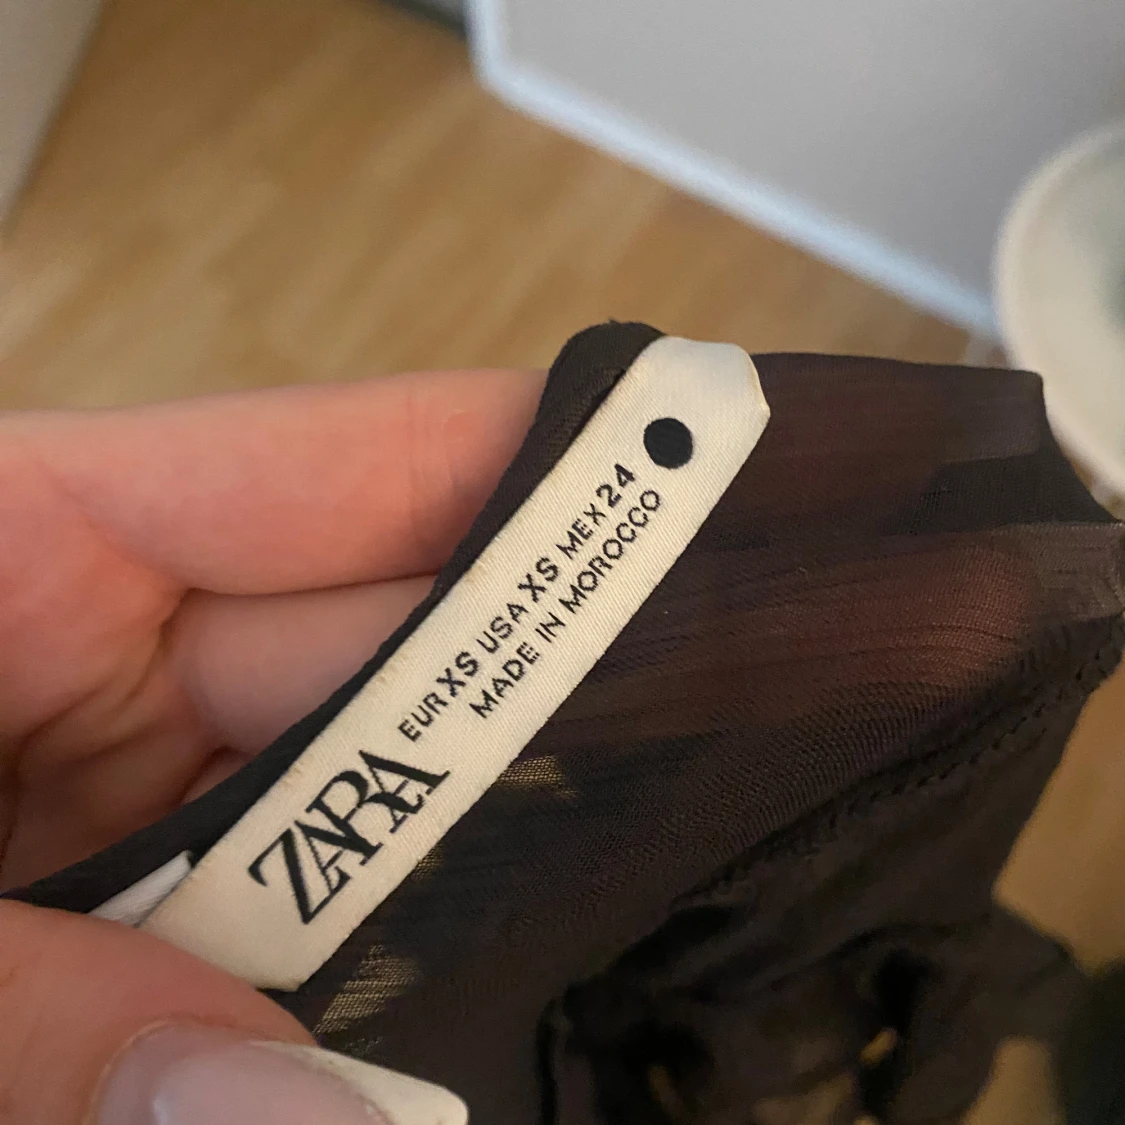 ZARA
EUR XS USA XS MEX 24
MADE IN MOROCCO